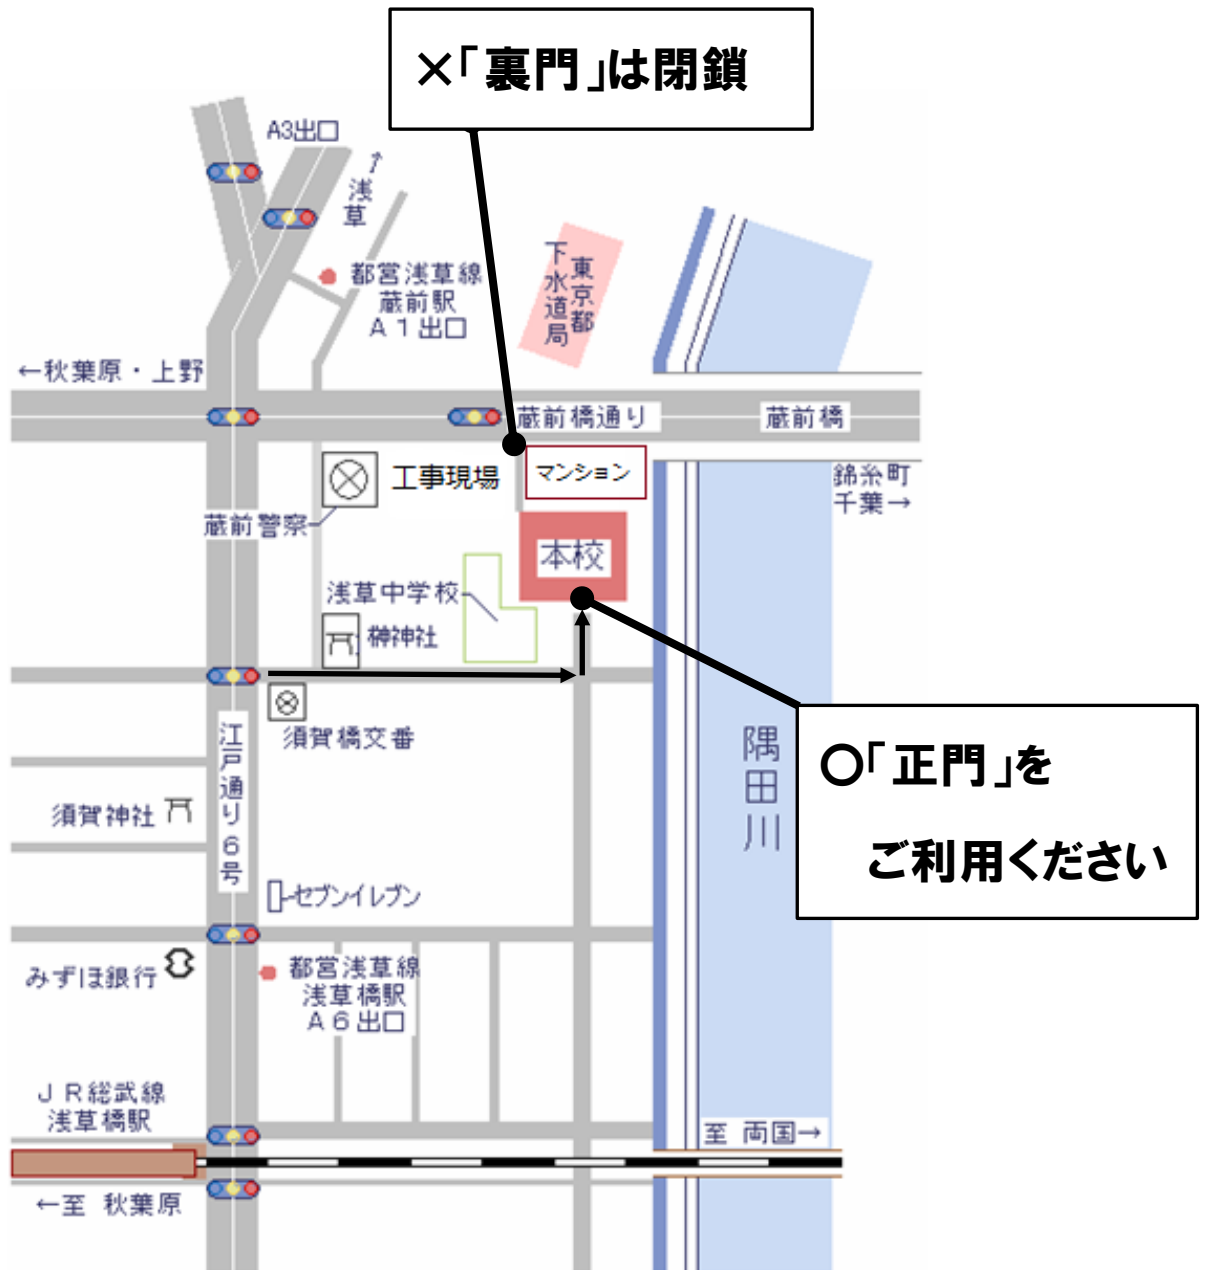 ×「裏門」は閉鎖
A3出口
→浅草
都営浅草線
蔵前駅
A1出口
東京都
下水道局
←秋葉原・上野
蔵前橋通り
蔵前橋
工事現場
マンション
錦糸町
千葉→
蔵前警察
本校
浅草中学校
榊神社
須賀橋交番
江戸通り6号
隅田川
○「正門」を
ご利用ください
須賀神社
セブンイレブン
みずほ銀行
都営浅草線
浅草橋駅
A6出口
JR総武線
浅草橋駅
至 両国→
←至 秋葉原